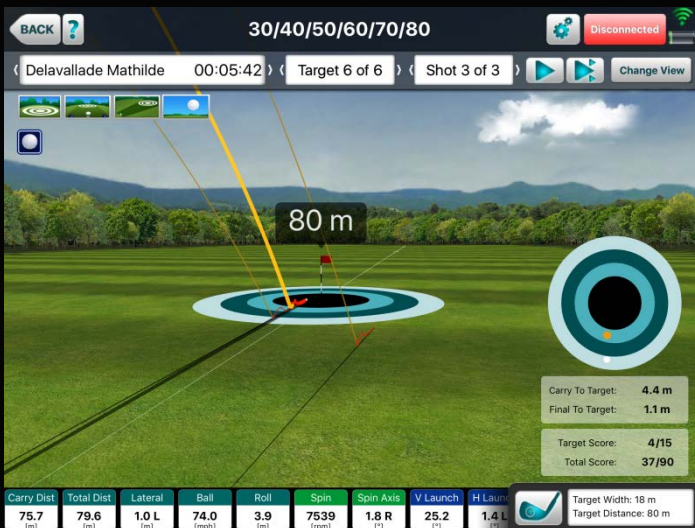 BACK ? 30/40/50/60/70/80 Disconnected
Delavallade Mathilde 00:05:42 Target 6 of 6 Shot 3 of 3 Change View
80 m
Carry To Target: 4.4 m
Final To Target: 1.1 m
Target Score: 4/15
Total Score: 37/90
Carry Dist Total Dist Lateral Ball Roll Spin Spin Axis V Launch H Laun
75.7 79.6 1.0 L 74.0 3.9 7539 1.8 R 25.2 1.4 L
[m] [m] [m] [mph] [m] [rpm] [°] [°] [°]
Target Width: 18 m
Target Distance: 80 m